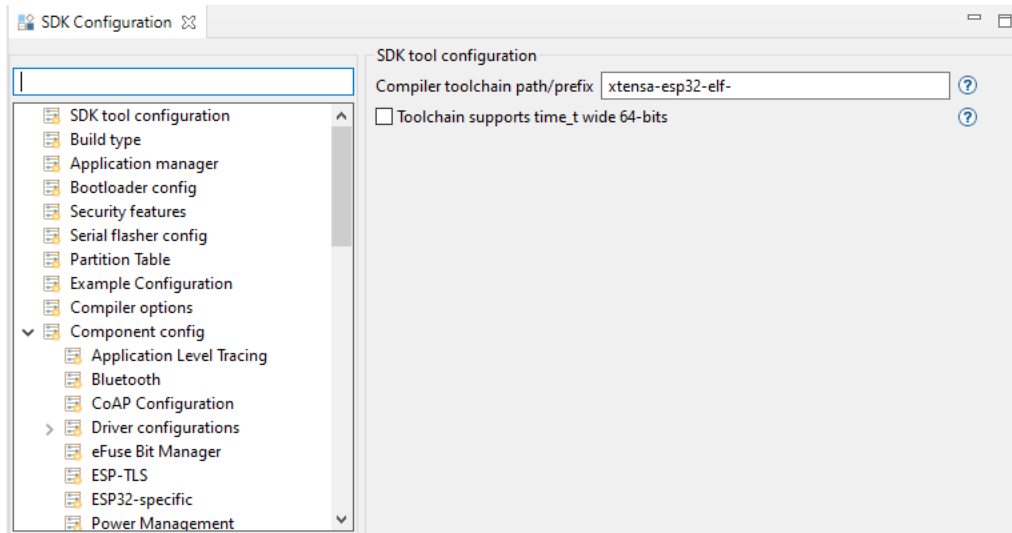 SDK Configuration
SDK tool configuration
Compiler toolchain path/prefix xtensa-esp32-elf-
Toolchain supports time_t wide 64-bits
SDK tool configuration
Build type
Application manager
Bootloader config
Security features
Serial flasher config
Partition Table
Example Configuration
Compiler options
Component config
Application Level Tracing
Bluetooth
CoAP Configuration
Driver configurations
eFuse Bit Manager
ESP-TLS
ESP32-specific
Power Management